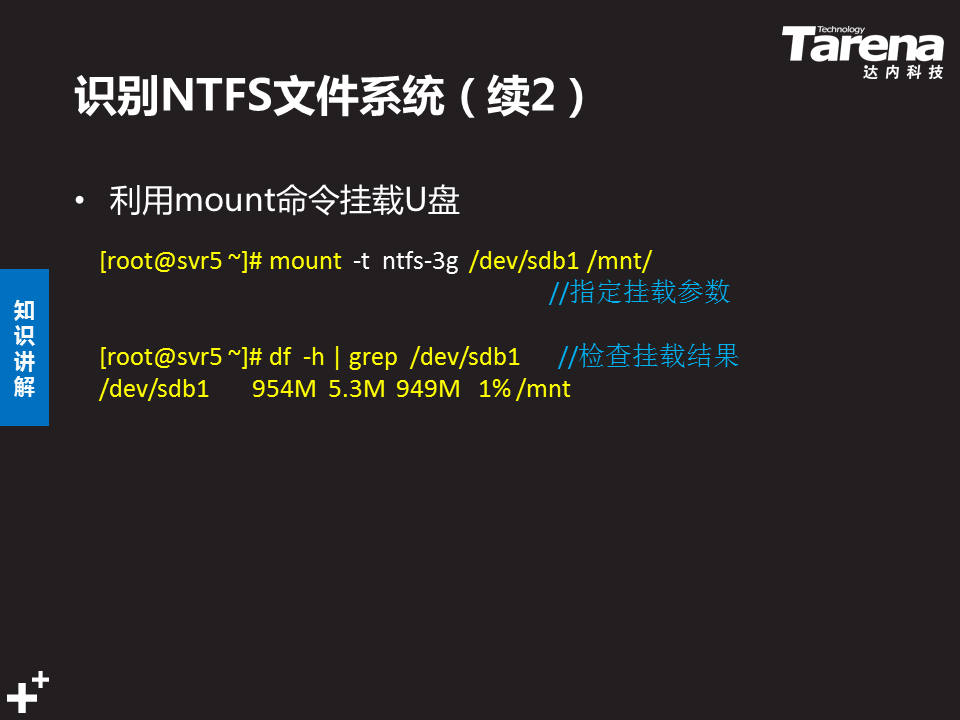 Technology
Tarena
达内科技
识别NTFS文件系统（续2）
• 利用mount命令挂载U盘
[root@svr5 ~]# mount -t ntfs-3g /dev/sdb1 /mnt/
//指定挂载参数
[root@svr5 ~]# df -h | grep /dev/sdb1 //检查挂载结果
/dev/sdb1 954M 5.3M 949M 1% /mnt
知识讲解